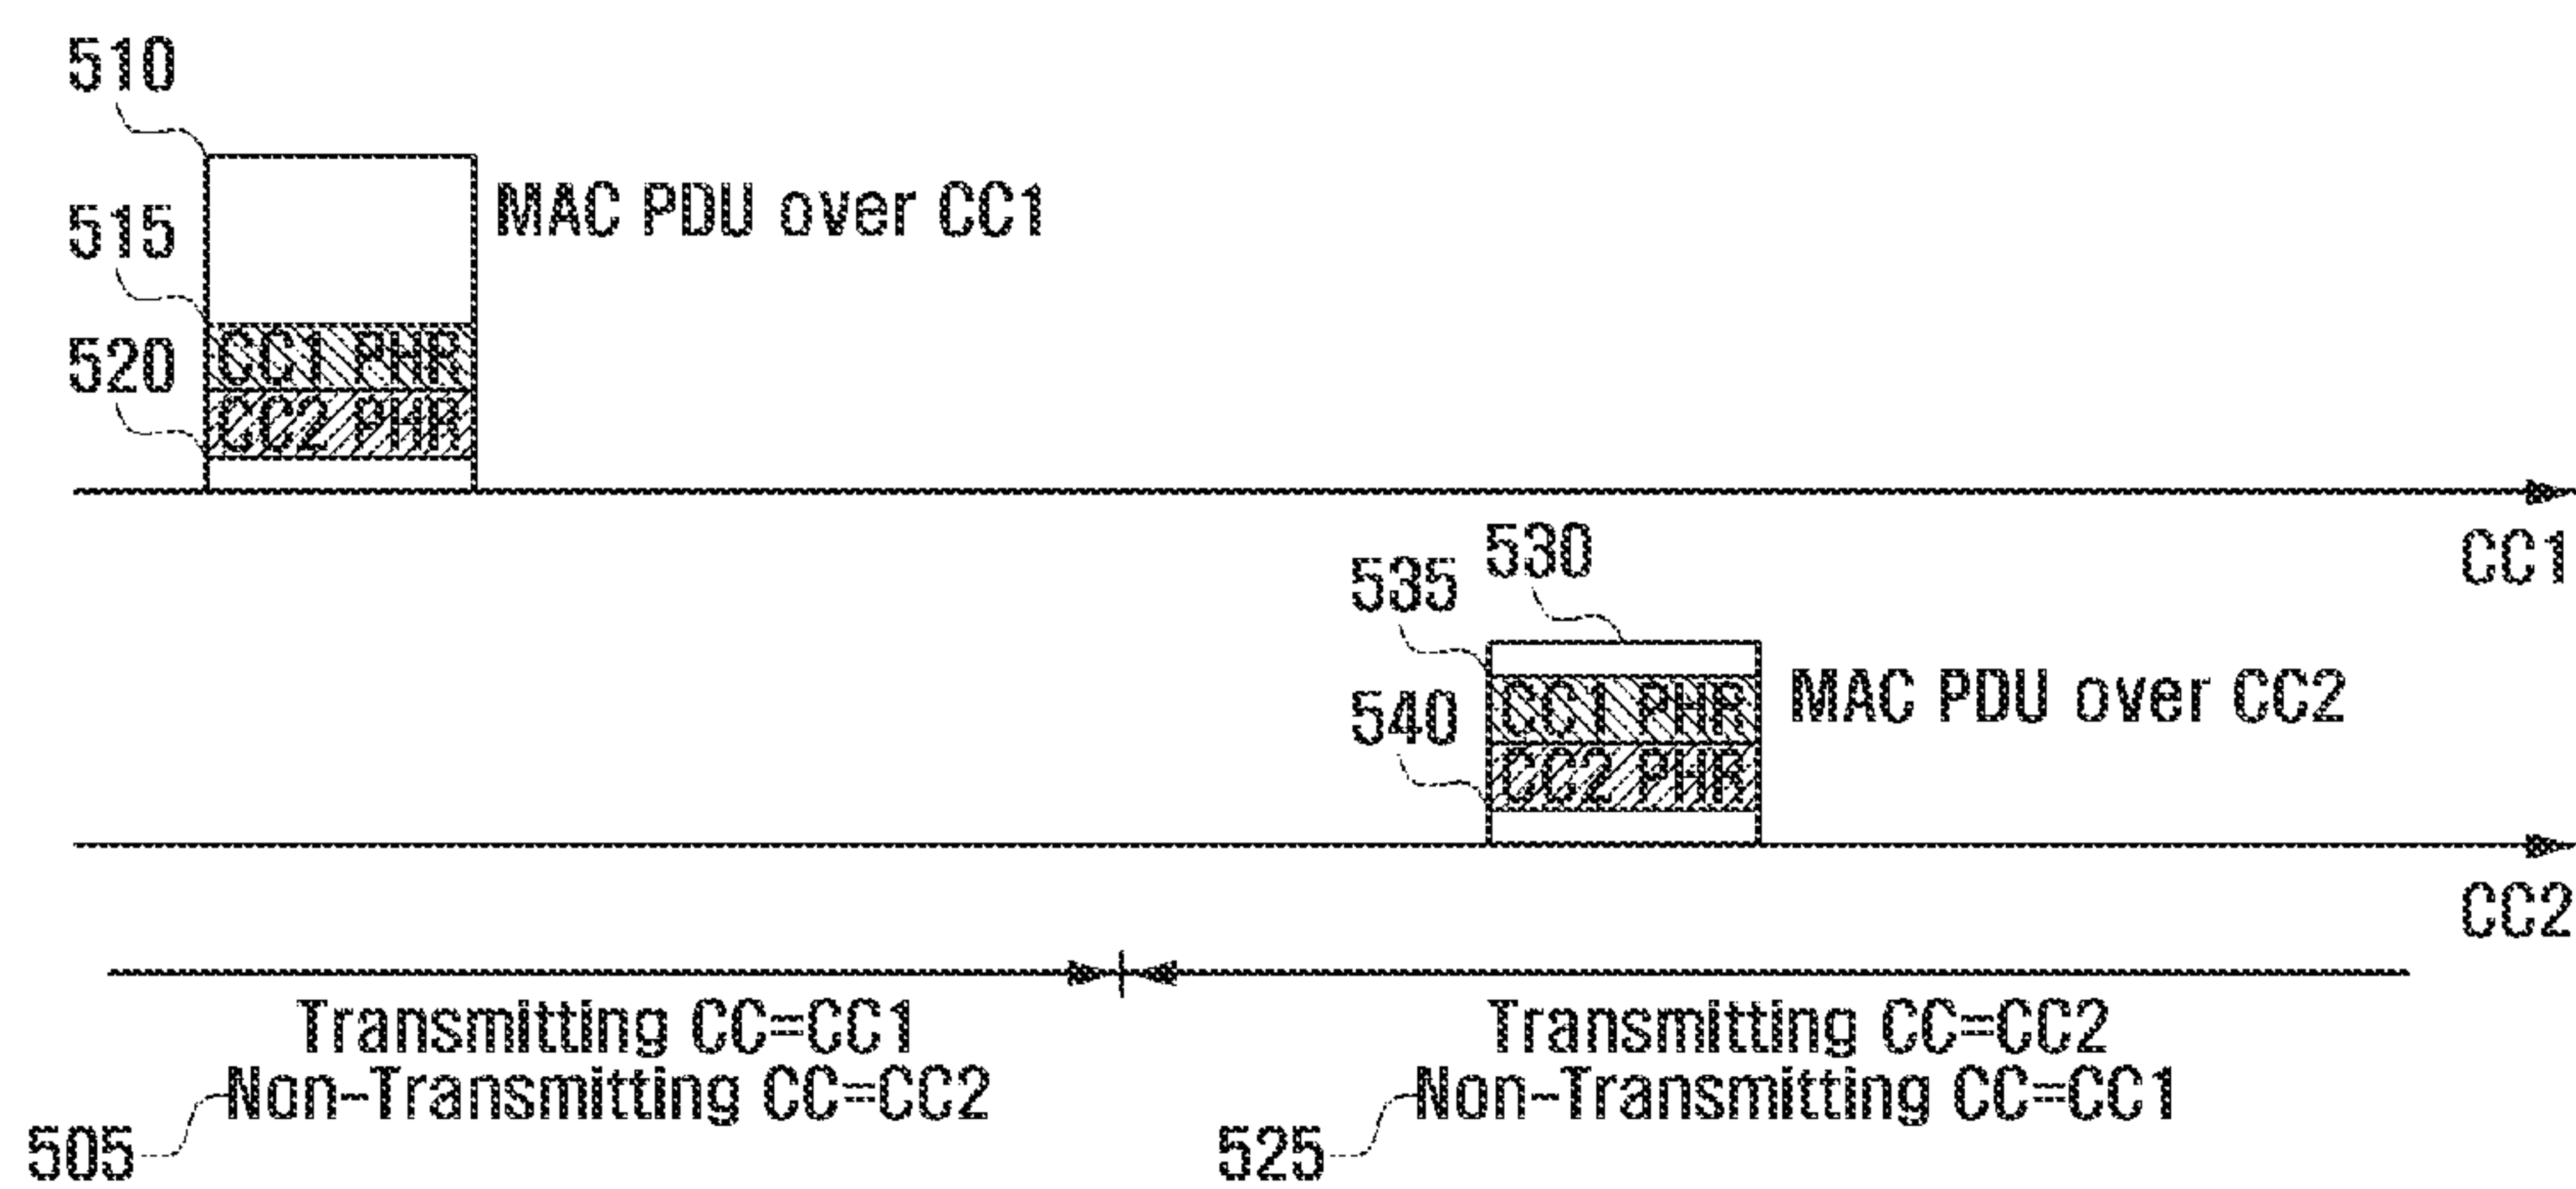 510
MAC PDU over CC1
515
CC1 PHR
520
CC2 PHR
CC1
530
535
MAC PDU over CC2
CC1 PHR
540
CC2 PHR
CC2
Transmitting CC=CC1
Non-Transmitting CC=CC2
505
Transmitting CC=CC2
Non-Transmitting CC=CC1
525